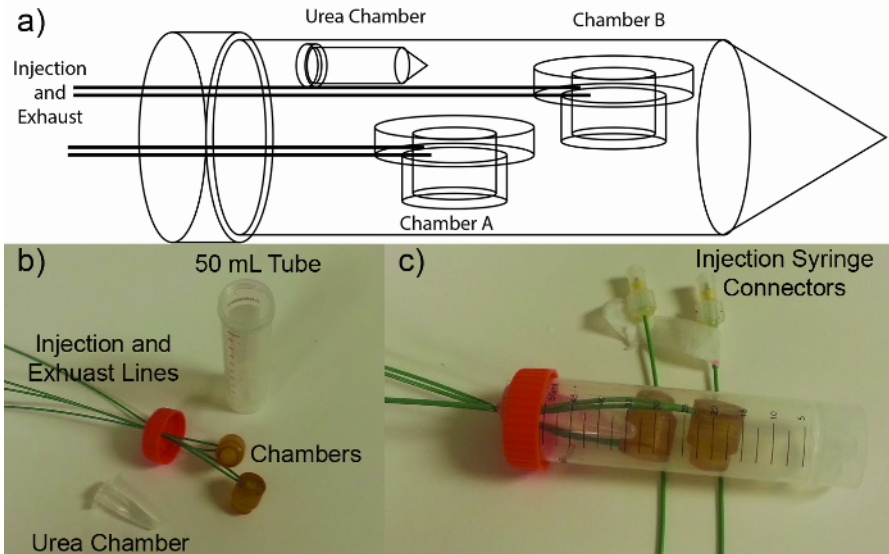 a)
Urea Chamber
Chamber B
Injection
and
Exhaust
Chamber A
b)
50 mL Tube
Injection and
Exhuast Lines
Chambers
Urea Chamber
c)
Injection Syringe
Connectors